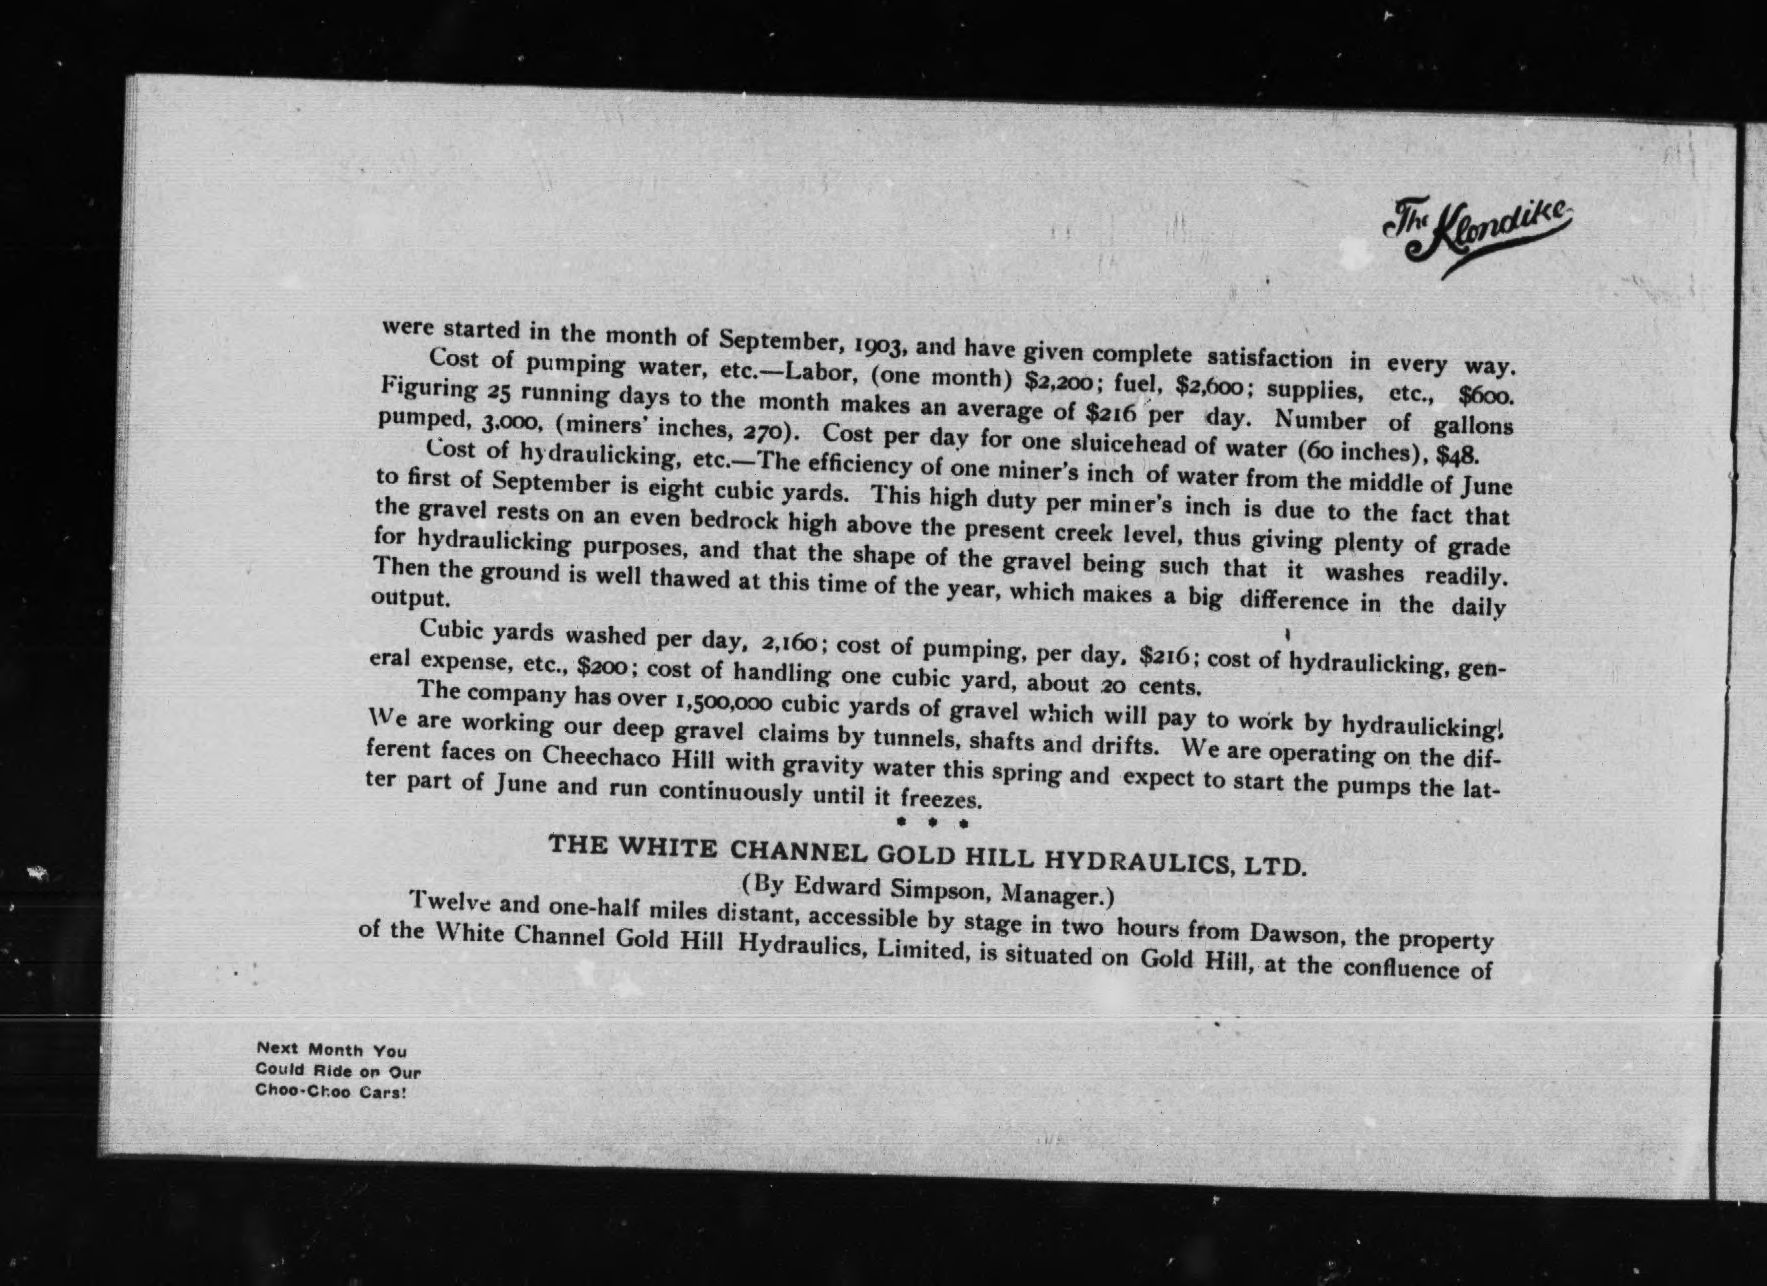 The Klondike
were started in the month of September, 1903, and have given complete satisfaction in every way.
Cost of pumping water, etc.—Labor, (one month) $2,200; fuel, $2,600; supplies, etc., $600.
Figuring 25 running days to the month makes an average of $216 per day. Number of gallons
pumped, 3,000, (miners' inches, 270). Cost per day for one sluicehead of water (60 inches), $48.
Cost of hydraulicking, etc.—The efficiency of one miner's inch of water from the middle of June
to first of September is eight cubic yards. This high duty per miner's inch is due to the fact that
the gravel rests on an even bedrock high above the present creek level, thus giving plenty of grade
for hydraulicking purposes, and that the shape of the gravel being such that it washes readily.
Then the ground is well thawed at this time of the year, which makes a big difference in the daily
output.
Cubic yards washed per day, 2,160; cost of pumping, per day, $216; cost of hydraulicking, gen-
eral expense, etc., $200; cost of handling one cubic yard, about 20 cents.
The company has over 1,500,000 cubic yards of gravel which will pay to work by hydraulicking.
We are working our deep gravel claims by tunnels, shafts and drifts. We are operating on the dif-
ferent faces on Cheechaco Hill with gravity water this spring and expect to start the pumps the lat-
ter part of June and run continuously until it freezes.
* * *
THE WHITE CHANNEL GOLD HILL HYDRAULICS, LTD.
(By Edward Simpson, Manager.)
Twelve and one-half miles distant, accessible by stage in two hours from Dawson, the property
of the White Channel Gold Hill Hydraulics, Limited, is situated on Gold Hill, at the confluence of
Next Month You
Could Ride on Our
Choo-Choo Cars!